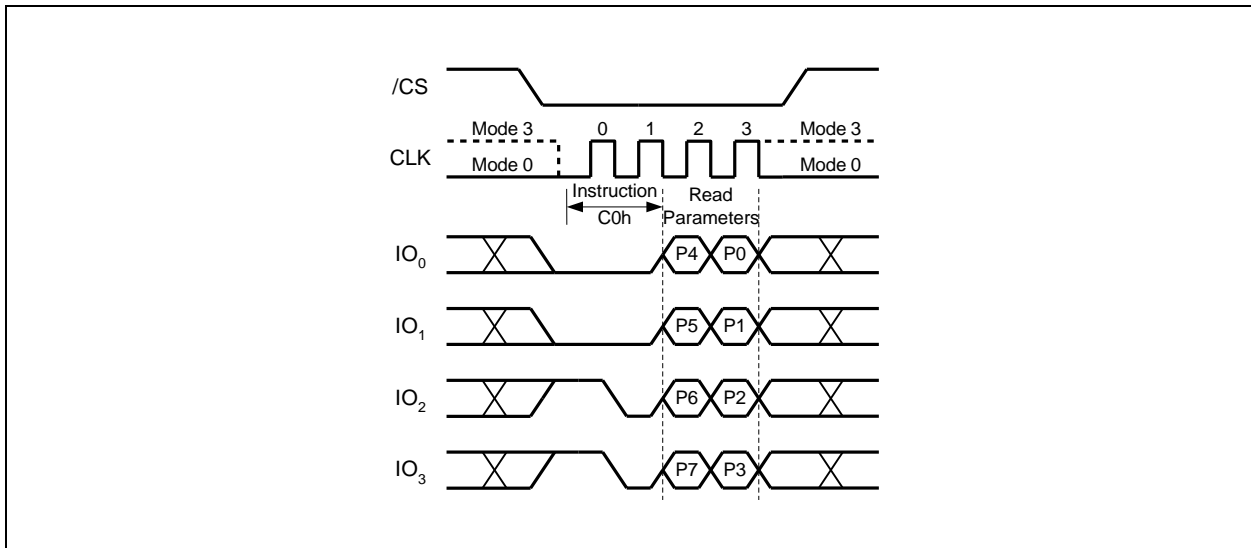 /CS
Mode 3 0 1 2 3 Mode 3
CLK Mode 0 Mode 0
Instruction Read
C0h Parameters
IO0 P4 P0
IO1 P5 P1
IO2 P6 P2
IO3 P7 P3